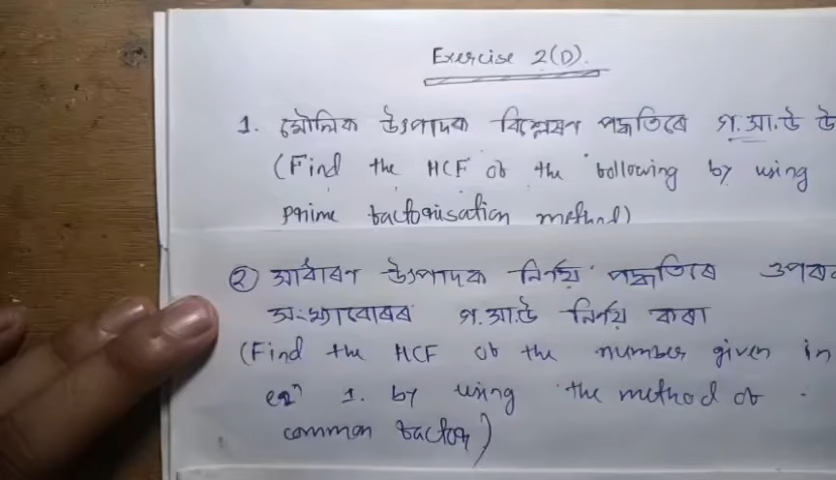 Exercise 2(D).
1. মৌলিক উৎপাদক বিশ্লেষণ পদ্ধতিৰে গ.সা.উ উ
(Find the HCF of the following by using
prime factorisation method)
② সাধাৰণ উৎপাদক নিৰ্ণয় পদ্ধতিৰে ওপৰৰ
সংখ্যাবোৰৰ গ.সা.উ নিৰ্ণয় কৰা
(Find the HCF of the number given in
eqⁿ 1. by using the method of
common factor)